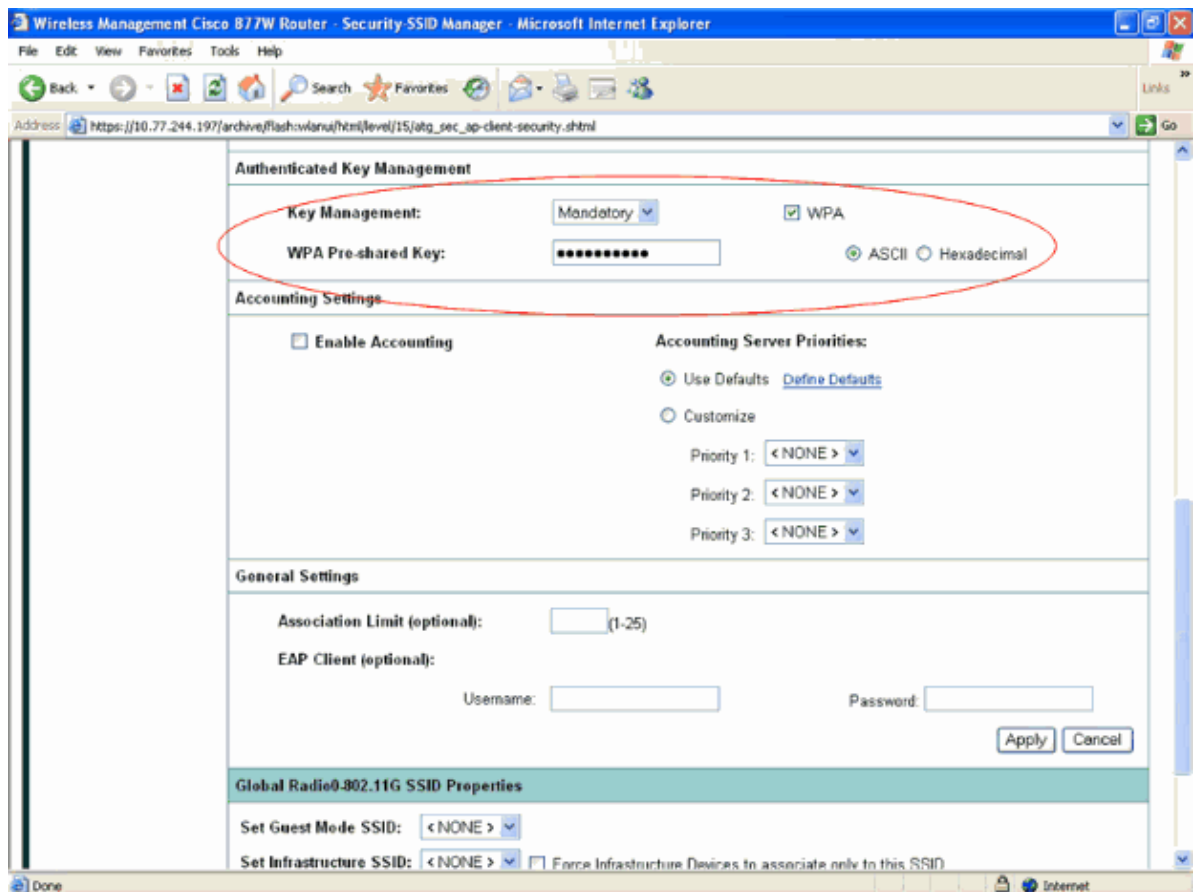 Wireless Management Cisco 877W Router - Security-SSID Manager - Microsoft Internet Explorer
File Edit View Favorites Tools Help
Back Search Favorites Links
Address https://10.77.244.197/archive/flash:wlanui/html/level/15/atg_sec_ap-client-security.shtml Go
Authenticated Key Management
Key Management: Mandatory WPA
WPA Pre-shared Key: ●●●●●●●●●● ASCII Hexadecimal
Accounting Settings
Enable Accounting Accounting Server Priorities:
Use Defaults Define Defaults
Customize
Priority 1: < NONE >
Priority 2: < NONE >
Priority 3: < NONE >
General Settings
Association Limit (optional): (1-25)
EAP Client (optional):
Username: Password:
Apply Cancel
Global Radio0-802.11G SSID Properties
Set Guest Mode SSID: < NONE >
Set Infrastructure SSID: < NONE > Force Infrastructure Devices to associate only to this SSID
Done Internet